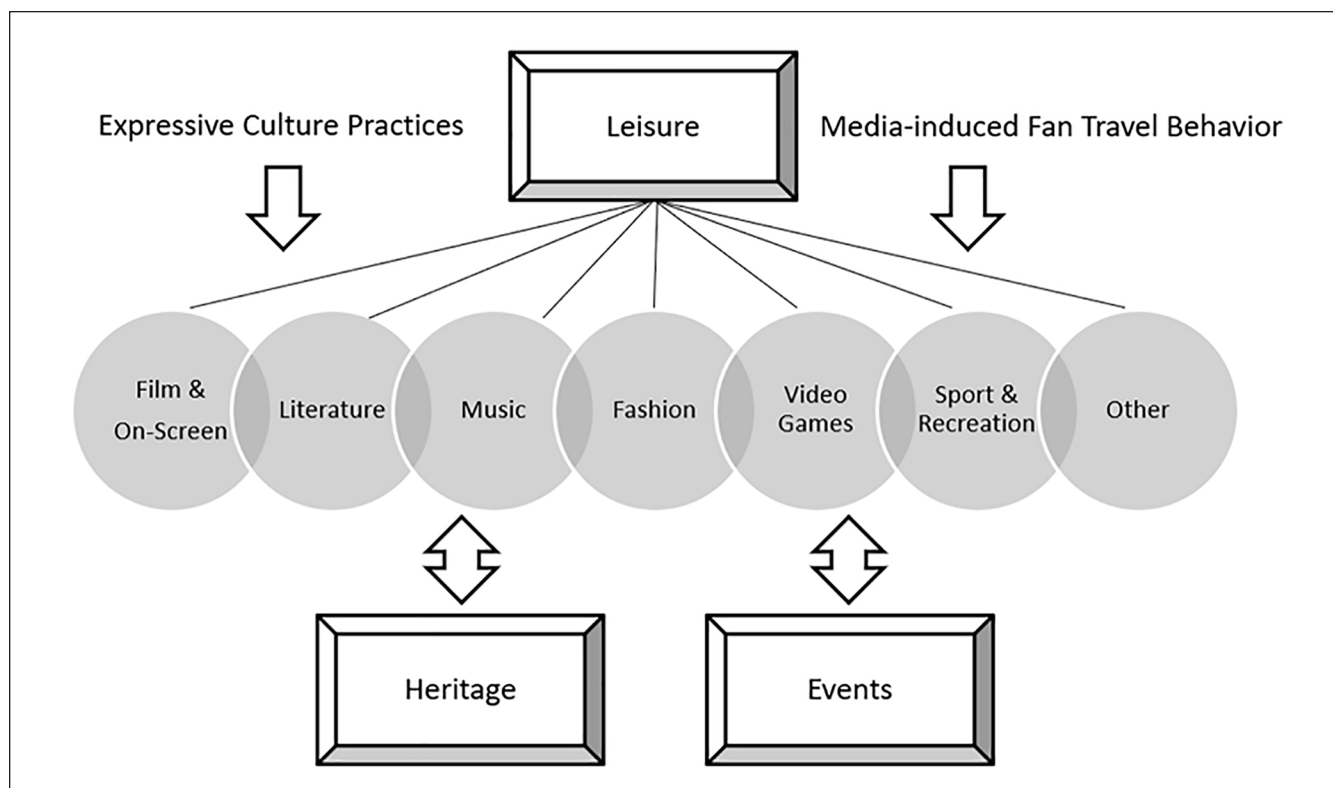 Expressive Culture Practices
Leisure
Media-induced Fan Travel Behavior
Film &
On-Screen
Literature
Music
Fashion
Video
Games
Sport &
Recreation
Other
Heritage
Events